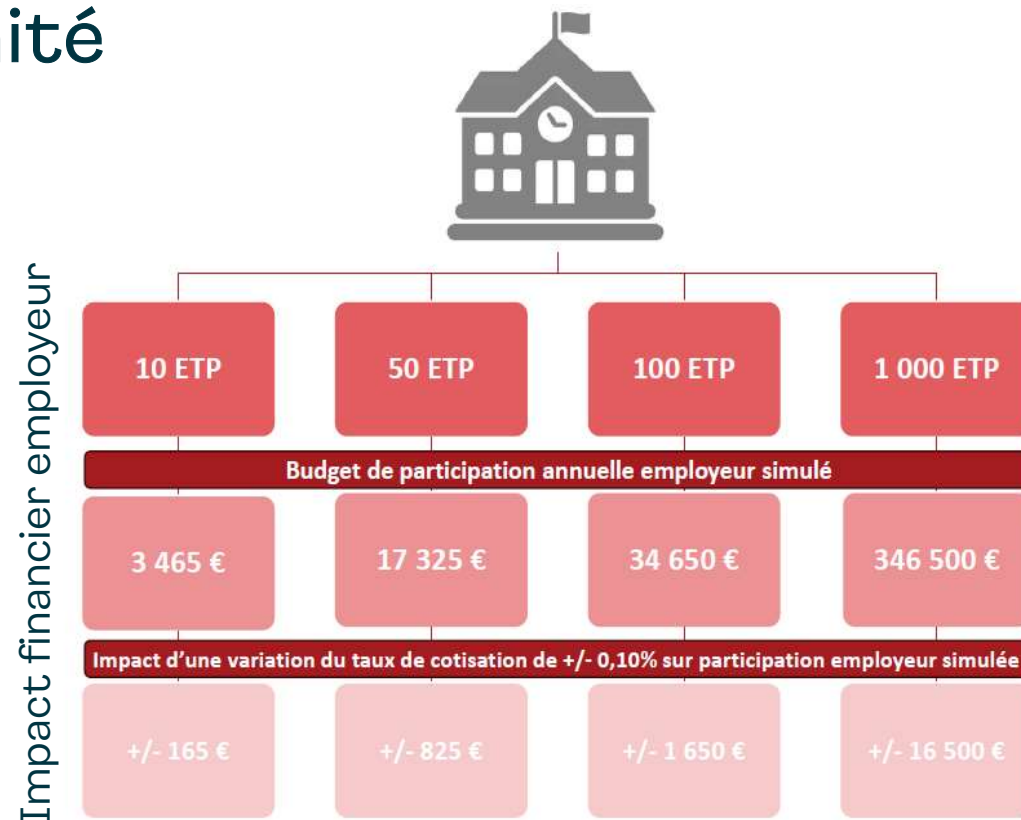 ité
Impact financier employeur
10 ETP
50 ETP
100 ETP
1 000 ETP
Budget de participation annuelle employeur simulé
3 465 €
17 325 €
34 650 €
346 500 €
Impact d’une variation du taux de cotisation de +/- 0,10% sur participation employeur simulée
+/- 165 €
+/- 825 €
+/- 1 650 €
+/- 16 500 €